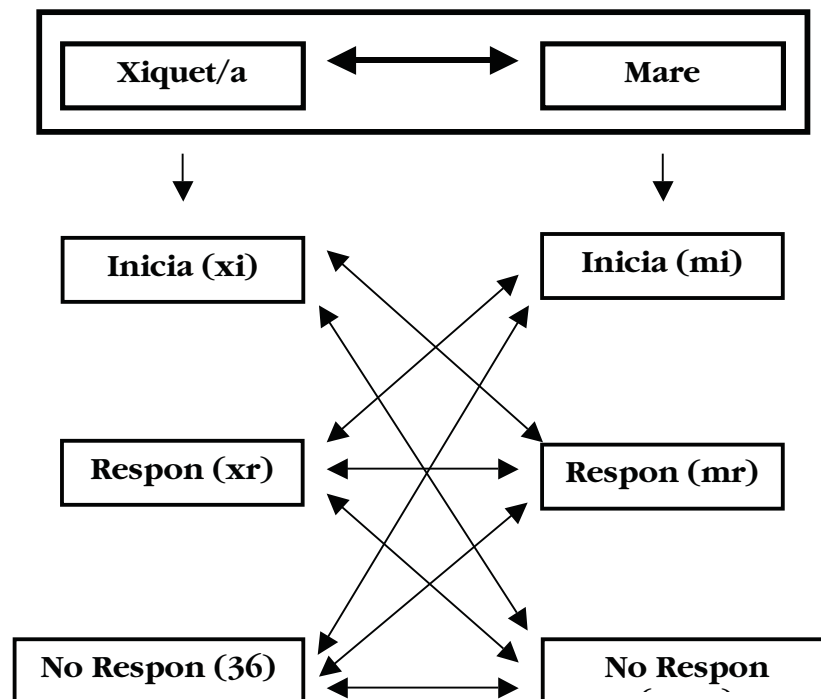 Xiquet/a
Mare
Inicia (xi)
Inicia (mi)
Respon (xr)
Respon (mr)
No Respon (36)
No Respon